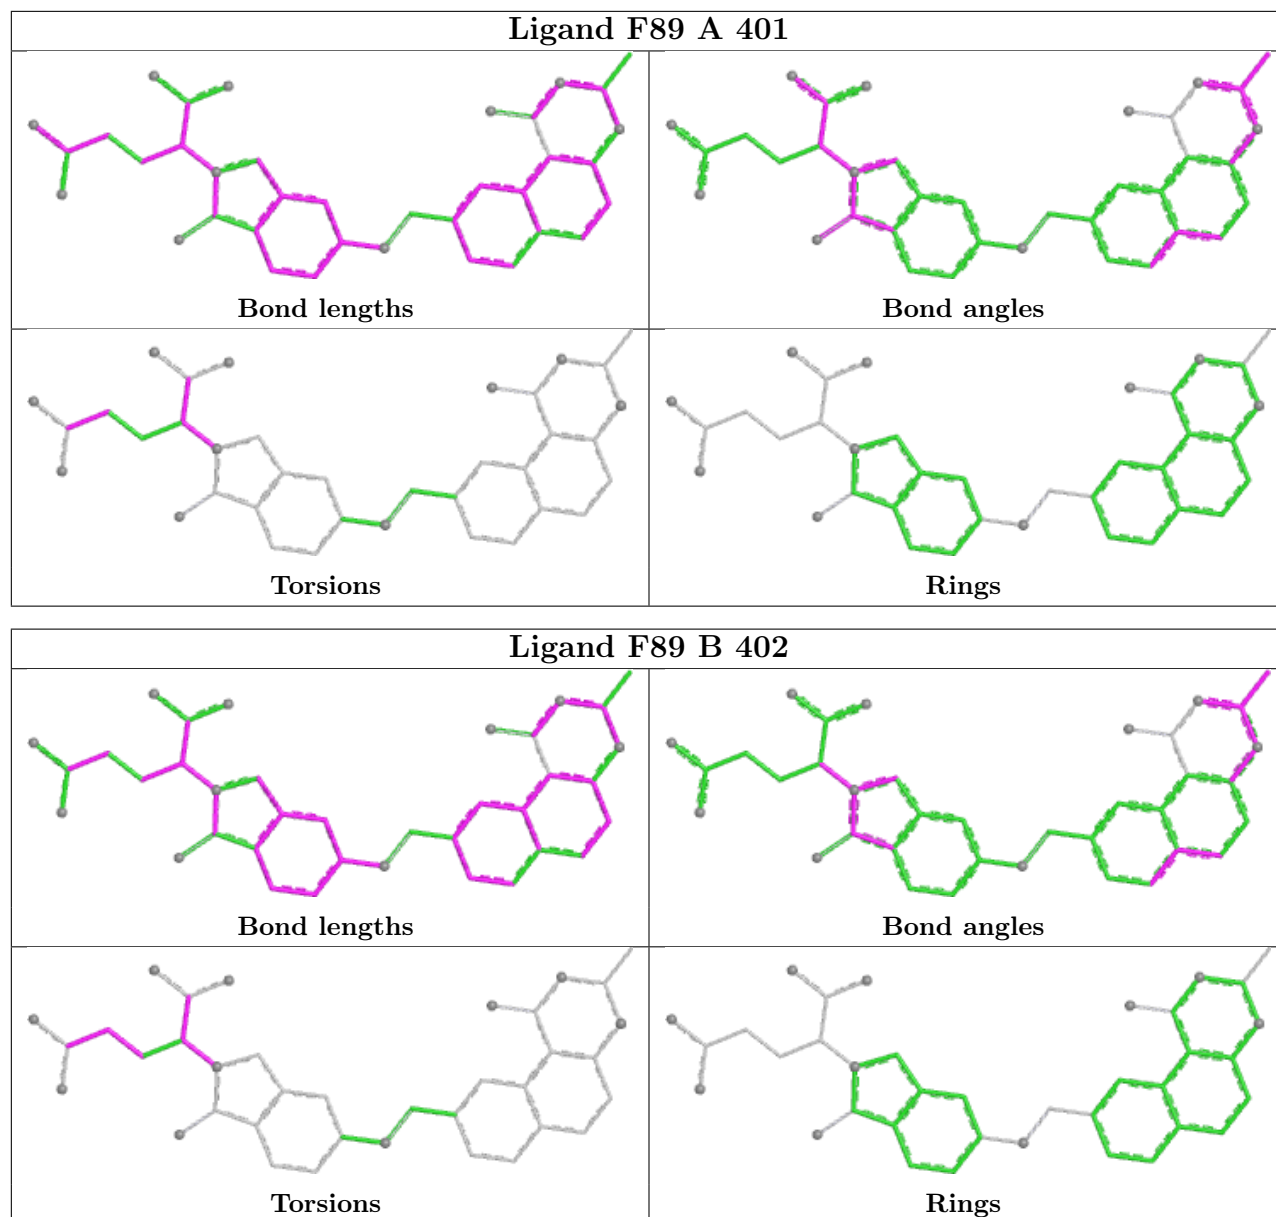 Ligand F89 A 401
Bond lengths
Bond angles
Torsions
Rings
Ligand F89 B 402
Bond lengths
Bond angles
Torsions
Rings